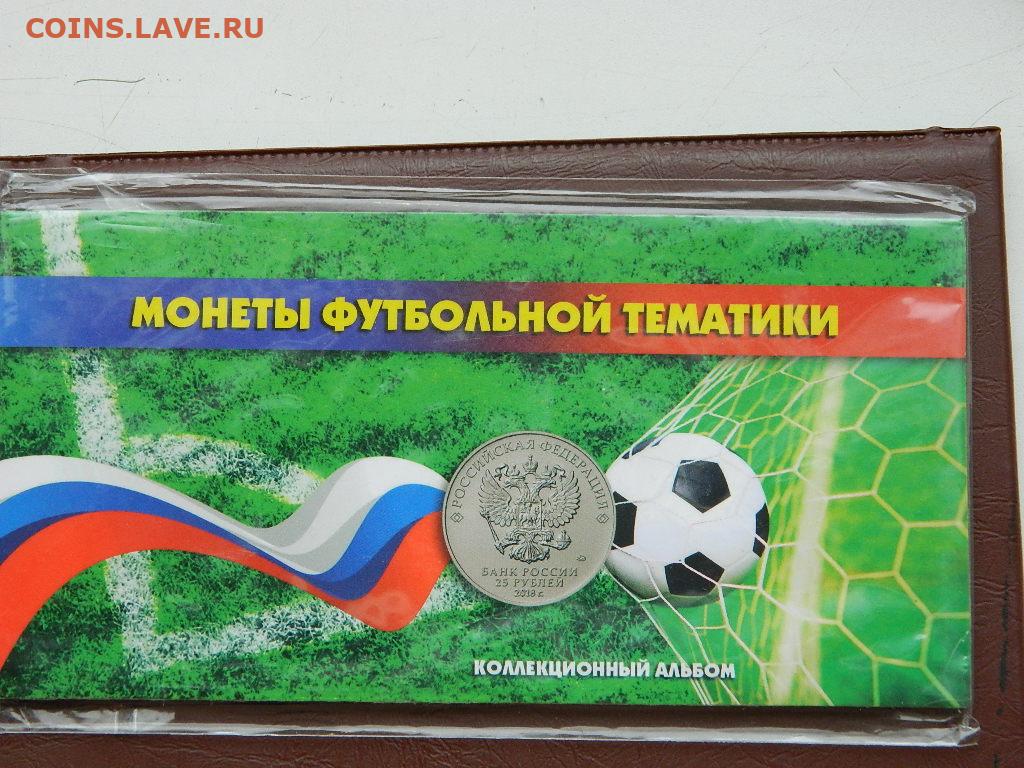 COINS.LAVE.RU
МОНЕТЫ ФУТБОЛЬНОЙ ТЕМАТИКИ
РОССИЙСКАЯ ФЕДЕРАЦИЯ
БАНК РОССИИ
25 РУБЛЕЙ
2018 г.
КОЛЛЕКЦИОННЫЙ АЛЬБОМ